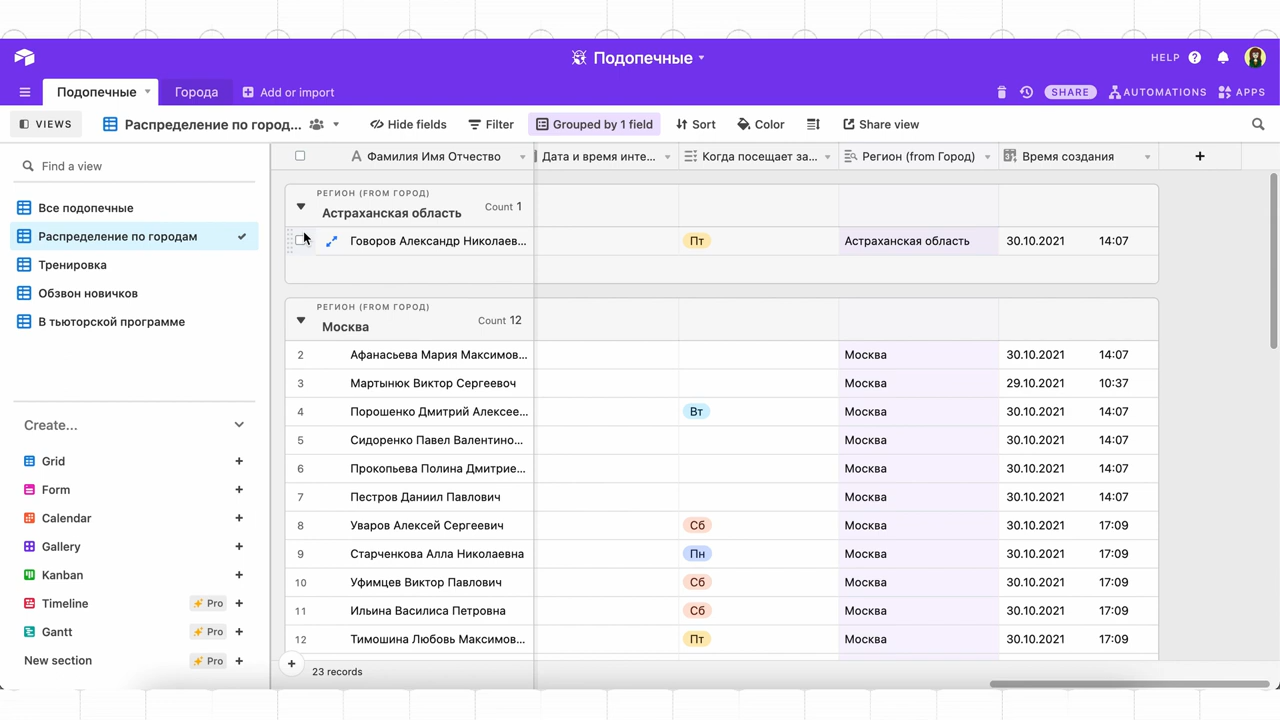 Подопечные
HELP
Подопечные
Города
Add or import
SHARE
AUTOMATIONS
APPS
VIEWS
Распределение по город...
Hide fields
Filter
Grouped by 1 field
Sort
Color
Share view
Find a view
Все подопечные
Распределение по городам
Тренировка
Обзвон новичков
В тьюторской программе
Create...
Grid
Form
Calendar
Gallery
Kanban
Timeline Pro
Gantt Pro
New section Pro
Фамилия Имя Отчество Дата и время инте... Когда посещает за... Регион (from Город) Время создания
РЕГИОН (FROM ГОРОД)
Астраханская область Count 1
Говоров Александр Николаев... Пт Астраханская область 30.10.2021 14:07
РЕГИОН (FROM ГОРОД)
Москва Count 12
2 Афанасьева Мария Максимов... Москва 30.10.2021 14:07
3 Мартынюк Виктор Сергеевоч Москва 29.10.2021 10:37
4 Порошенко Дмитрий Алексее... Вт Москва 30.10.2021 14:07
5 Сидоренко Павел Валентино... Москва 30.10.2021 14:07
6 Прокопьева Полина Дмитрие... Москва 30.10.2021 14:07
7 Пестров Даниил Павлович Москва 30.10.2021 14:07
8 Уваров Алексей Сергеевич Сб Москва 30.10.2021 17:09
9 Старченкова Алла Николаевна Пн Москва 30.10.2021 17:09
10 Уфимцев Виктор Павлович Сб Москва 30.10.2021 17:09
11 Ильина Василиса Петровна Сб Москва 30.10.2021 17:09
12 Тимошина Любовь Максимов... Пт Москва 30.10.2021 17:09
23 records